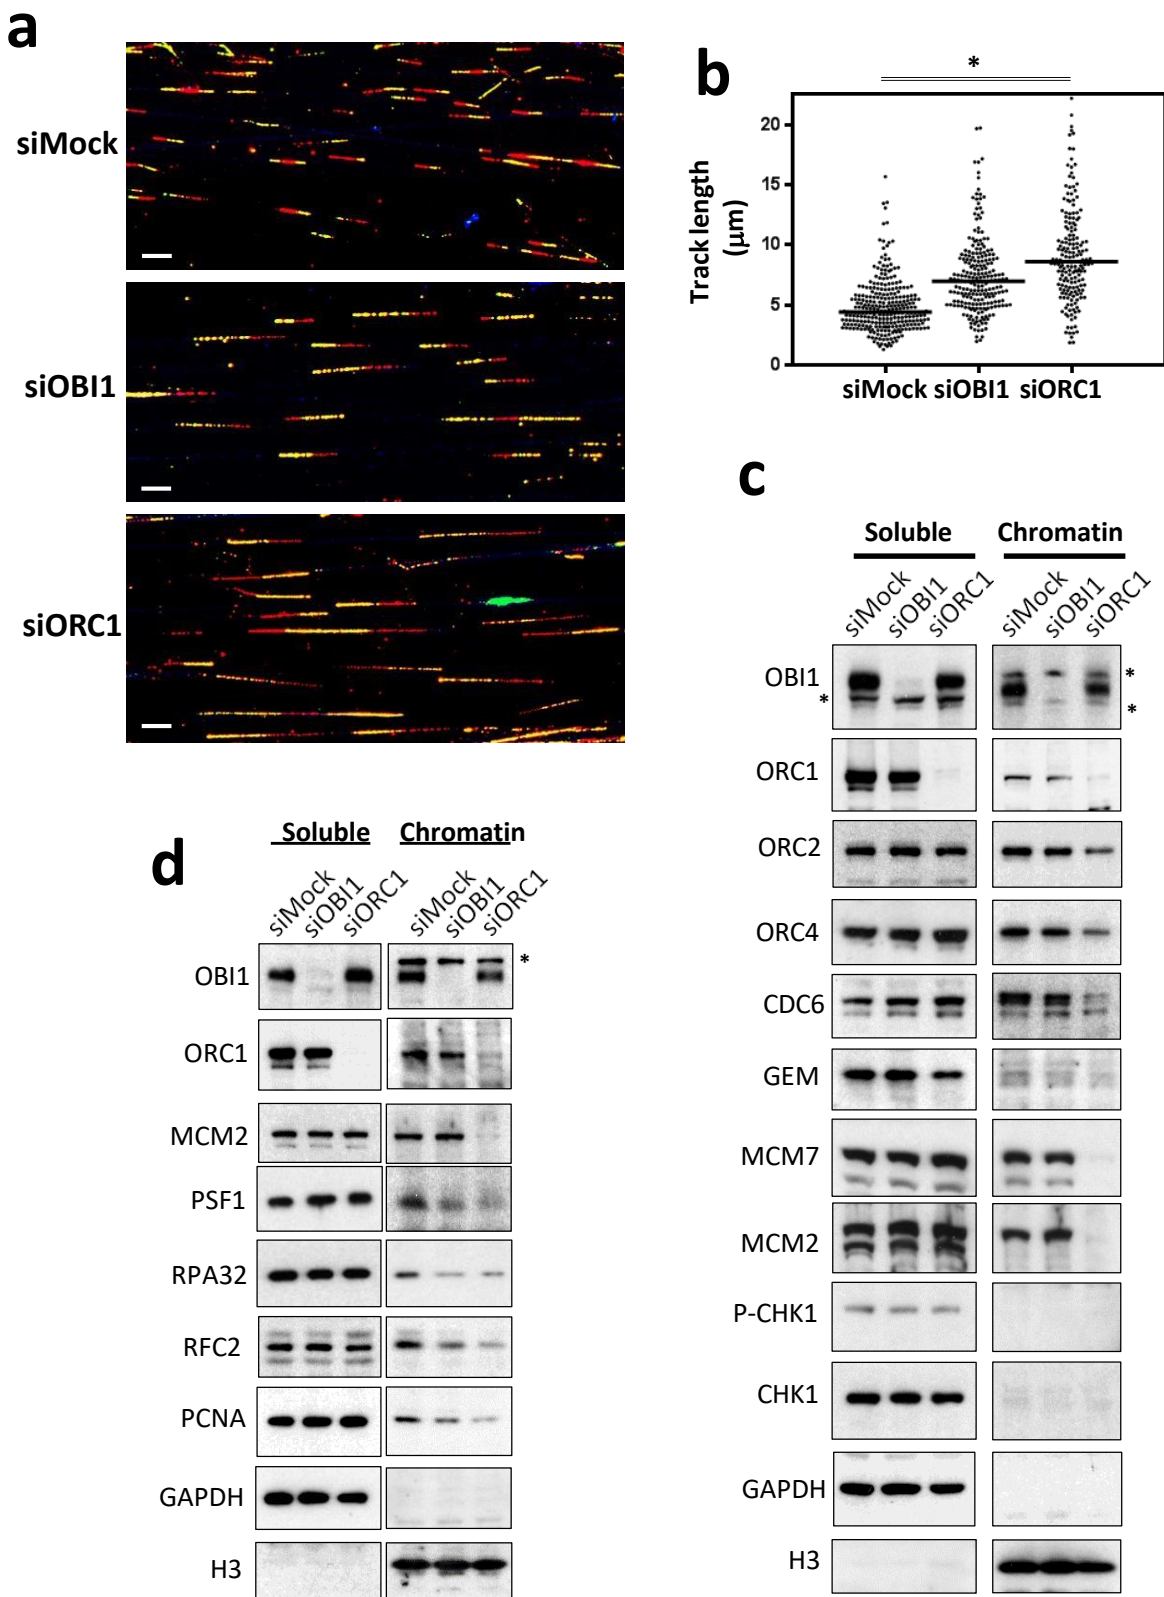 a
siMock
siOBI1
siORC1
b
*
Track length
(μm)
20
15
10
5
0
siMock siOBI1 siORC1
c
Soluble Chromatin
siMock siOBI1 siORC1 siMock siOBI1 siORC1
OBI1 *
* *
ORC1
ORC2
ORC4
CDC6
GEM
MCM7
MCM2
P-CHK1
CHK1
GAPDH
H3
d
Soluble Chromatin
siMock siOBI1 siORC1 siMock siOBI1 siORC1
OBI1 *
ORC1
MCM2
PSF1
RPA32
RFC2
PCNA
GAPDH
H3